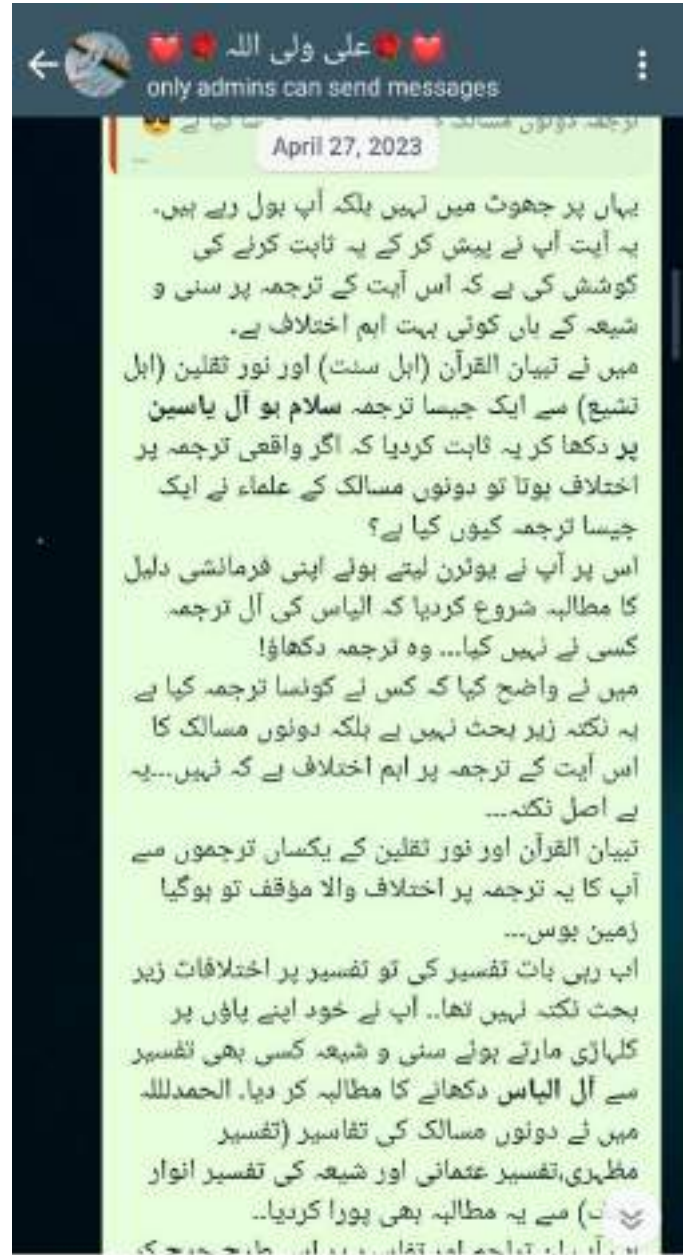 ❤️🌹علی ولی اللہ🌹❤️
only admins can send messages
ترجمہ دونوں مسالک
April 27, 2023
یہاں پر جھوٹ میں نہیں بلکہ آپ بول رہے ہیں۔
یہ آیت آپ نے پیش کر کے یہ ثابت کرنے کی
کوشش کی ہے کہ اس آیت کے ترجمہ پر سنی و
شیعہ کے ہاں کوئی بہت اہم اختلاف ہے۔
میں نے تبیان القرآن (اہل سنت) اور نور ثقلین (اہل
تشیع) سے ایک جیسا ترجمہ سلام ہو آل یاسین
پر دکھا کر یہ ثابت کردیا کہ اگر واقعی ترجمہ پر
اختلاف ہوتا تو دونوں مسالک کے علماء نے ایک
جیسا ترجمہ کیوں کیا ہے؟
اس پر آپ نے یوٹرن لیتے ہوئے اپنی فرمائشی دلیل
کا مطالبہ شروع کردیا کہ الیاس کی آل ترجمہ
کسی نے نہیں کیا... وہ ترجمہ دکھاؤ!
میں نے واضح کیا کہ کس نے کونسا ترجمہ کیا ہے
یہ نکتہ زیر بحث نہیں ہے بلکہ دونوں مسالک کا
اس آیت کے ترجمہ پر اہم اختلاف ہے کہ نہیں...یہ
ہے اصل نکتہ...
تبیان القرآن اور نور ثقلین کے یکساں ترجموں سے
آپ کا یہ ترجمہ پر اختلاف والا مؤقف تو ہوگیا
زمین بوس...
اب رہی بات تفسیر کی تو تفسیر پر اختلافات زیر
بحث نکتہ نہیں تھا.. آپ نے خود اپنے پاؤں پر
کلہاڑی مارتے ہوئے سنی و شیعہ کسی بھی تفسیر
سے آل الیاس دکھانے کا مطالبہ کر دیا۔ الحمدللہ
میں نے دونوں مسالک کی تفاسیر (تفسیر
مظہری,تفسیر عثمانی اور شیعہ کی تفسیر انوار
) سے یہ مطالبہ بھی پورا کردیا..